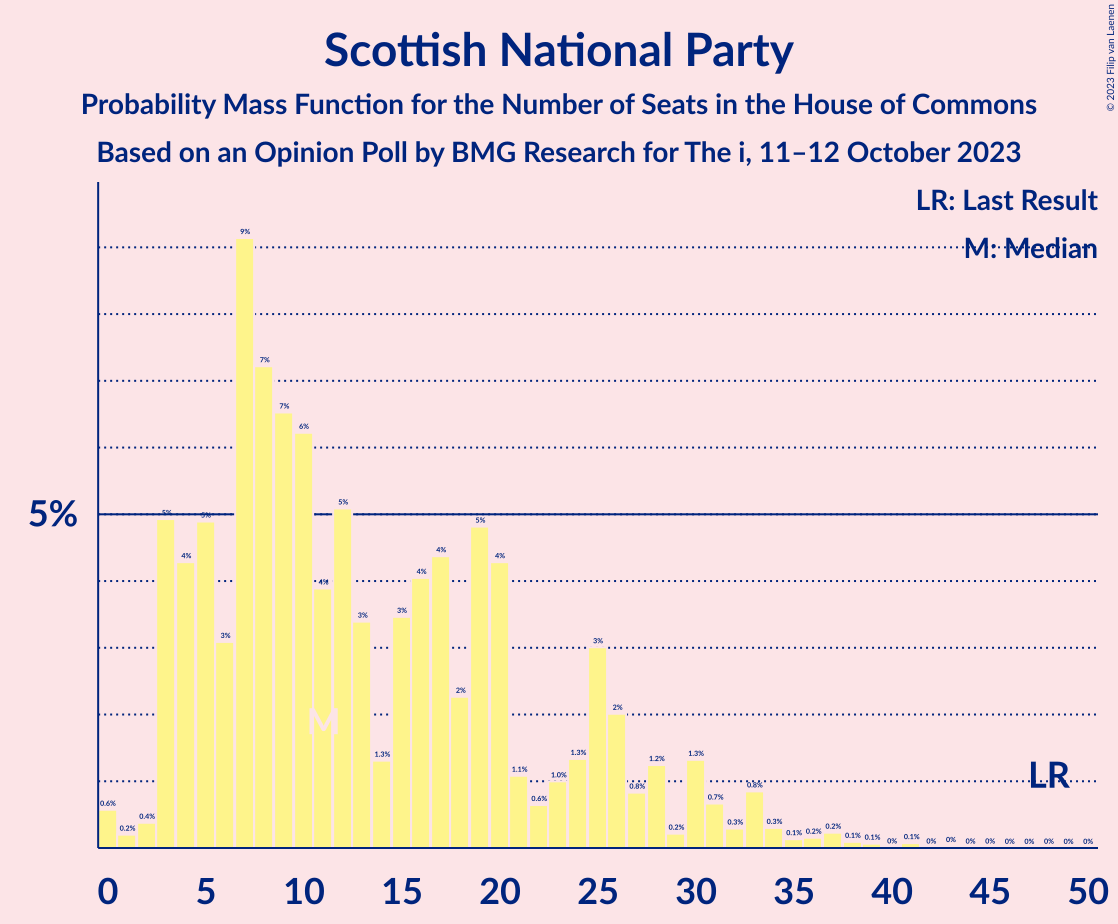 Scottish National Party
Probability Mass Function for the Number of Seats in the House of Commons
Based on an Opinion Poll by BMG Research for The i, 11–12 October 2023
© 2023 Filip van Laenen
LR: Last Result
M: Median
5%
0.6% 0.2% 0.4% 5% 4% 5% 3% 9% 7% 7% 6% 4% 5% 3% 1.3% 3% 4% 4% 2% 5% 4% 1.1% 0.6% 1.0% 1.3% 3% 2% 0.8% 1.2% 0.2% 1.3% 0.7% 0.3% 0.8% 0.3% 0.1% 0.2% 0.2% 0.1% 0.1% 0% 0.1% 0% 0% 0% 0% 0% 0% 0% 0% 0%
M
LR
0 5 10 15 20 25 30 35 40 45 50